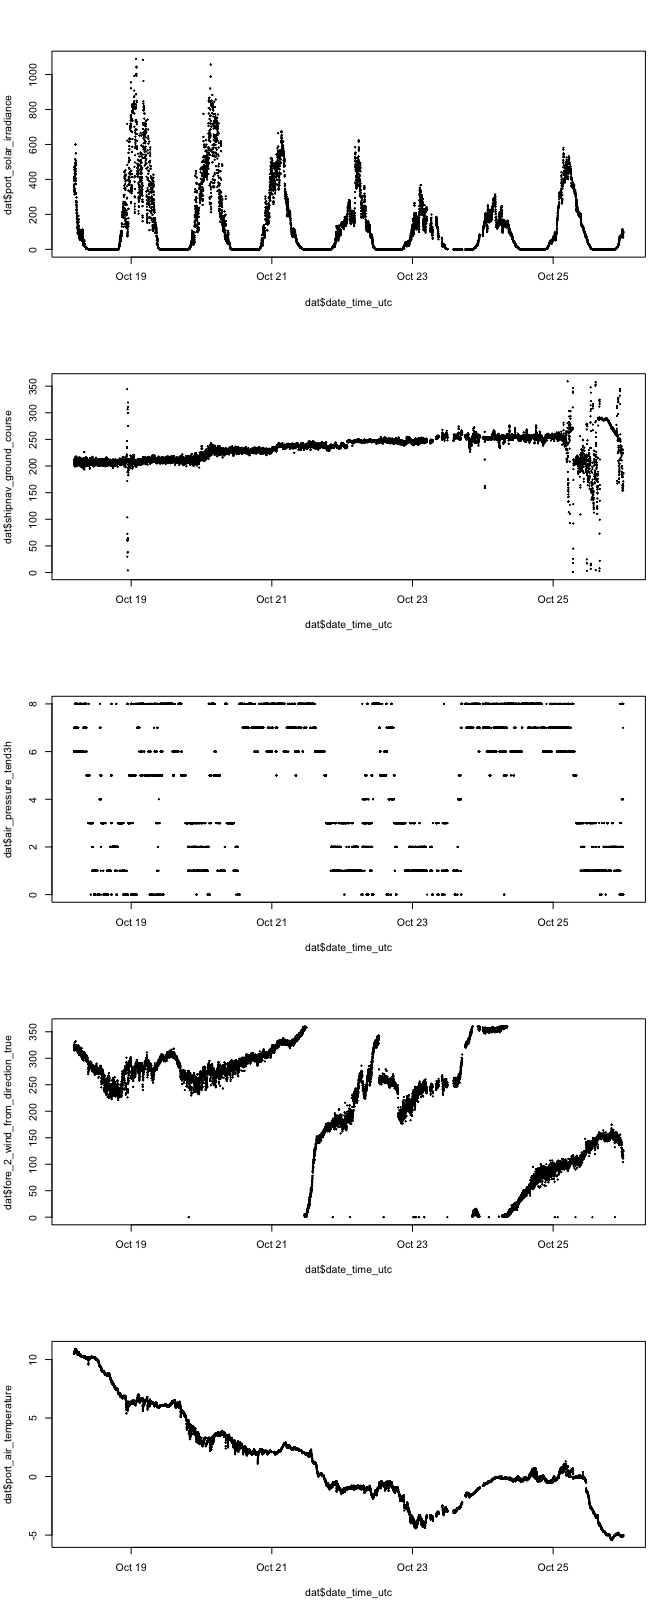 dat$port_solar_irradiance
0 200 400 600 800 1000
Oct 19 Oct 21 Oct 23 Oct 25
dat$date_time_utc
dat$shipnav_ground_course
0 50 100 150 200 250 300 350
Oct 19 Oct 21 Oct 23 Oct 25
dat$date_time_utc
dat$air_pressure_tend3h
0 2 4 6 8
Oct 19 Oct 21 Oct 23 Oct 25
dat$date_time_utc
dat$fore_2_wind_from_direction_true
0 50 100 150 200 250 300 350
Oct 19 Oct 21 Oct 23 Oct 25
dat$date_time_utc
dat$port_air_temperature
-5 0 5 10
Oct 19 Oct 21 Oct 23 Oct 25
dat$date_time_utc